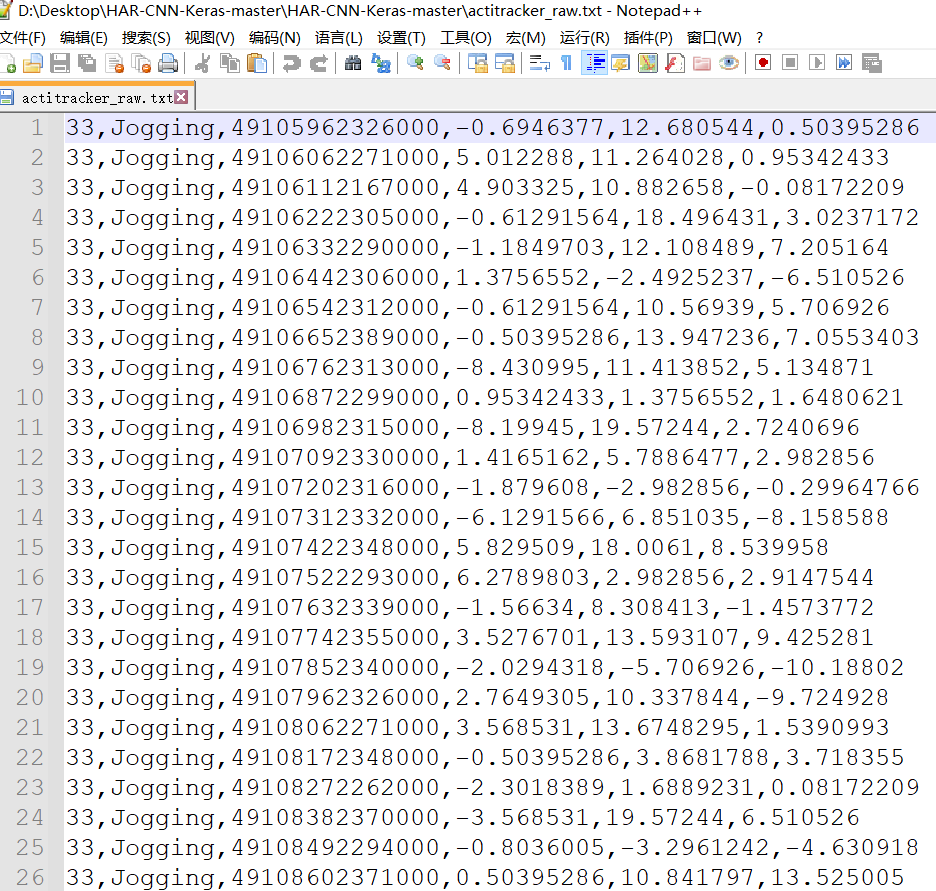 D:\Desktop\HAR-CNN-Keras-master\HAR-CNN-Keras-master\actitracker_raw.txt - Notepad++
文件(F) 编辑(E) 搜索(S) 视图(V) 编码(N) 语言(L) 设置(T) 工具(O) 宏(M) 运行(R) 插件(P) 窗口(W) ?
actitracker_raw.txt
1 33,Jogging,49105962326000,-0.6946377,12.680544,0.50395286
2 33,Jogging,49106062271000,5.012288,11.264028,0.95342433
3 33,Jogging,49106112167000,4.903325,10.882658,-0.08172209
4 33,Jogging,49106222305000,-0.61291564,18.496431,3.0237172
5 33,Jogging,49106332290000,-1.1849703,12.108489,7.205164
6 33,Jogging,49106442306000,1.3756552,-2.4925237,-6.510526
7 33,Jogging,49106542312000,-0.61291564,10.56939,5.706926
8 33,Jogging,49106652389000,-0.50395286,13.947236,7.0553403
9 33,Jogging,49106762313000,-8.430995,11.413852,5.134871
10 33,Jogging,49106872299000,0.95342433,1.3756552,1.6480621
11 33,Jogging,49106982315000,-8.19945,19.57244,2.7240696
12 33,Jogging,49107092330000,1.4165162,5.7886477,2.982856
13 33,Jogging,49107202316000,-1.879608,-2.982856,-0.29964766
14 33,Jogging,49107312332000,-6.1291566,6.851035,-8.158588
15 33,Jogging,49107422348000,5.829509,18.0061,8.539958
16 33,Jogging,49107522293000,6.2789803,2.982856,2.9147544
17 33,Jogging,49107632339000,-1.56634,8.308413,-1.4573772
18 33,Jogging,49107742355000,3.5276701,13.593107,9.425281
19 33,Jogging,49107852340000,-2.0294318,-5.706926,-10.18802
20 33,Jogging,49107962326000,2.7649305,10.337844,-9.724928
21 33,Jogging,49108062271000,3.568531,13.6748295,1.5390993
22 33,Jogging,49108172348000,-0.50395286,3.8681788,3.718355
23 33,Jogging,49108272262000,-2.3018389,1.6889231,0.08172209
24 33,Jogging,49108382370000,-3.568531,19.57244,6.510526
25 33,Jogging,49108492294000,-0.8036005,-3.2961242,-4.630918
26 33,Jogging,49108602371000,0.50395286,10.841797,13.525005